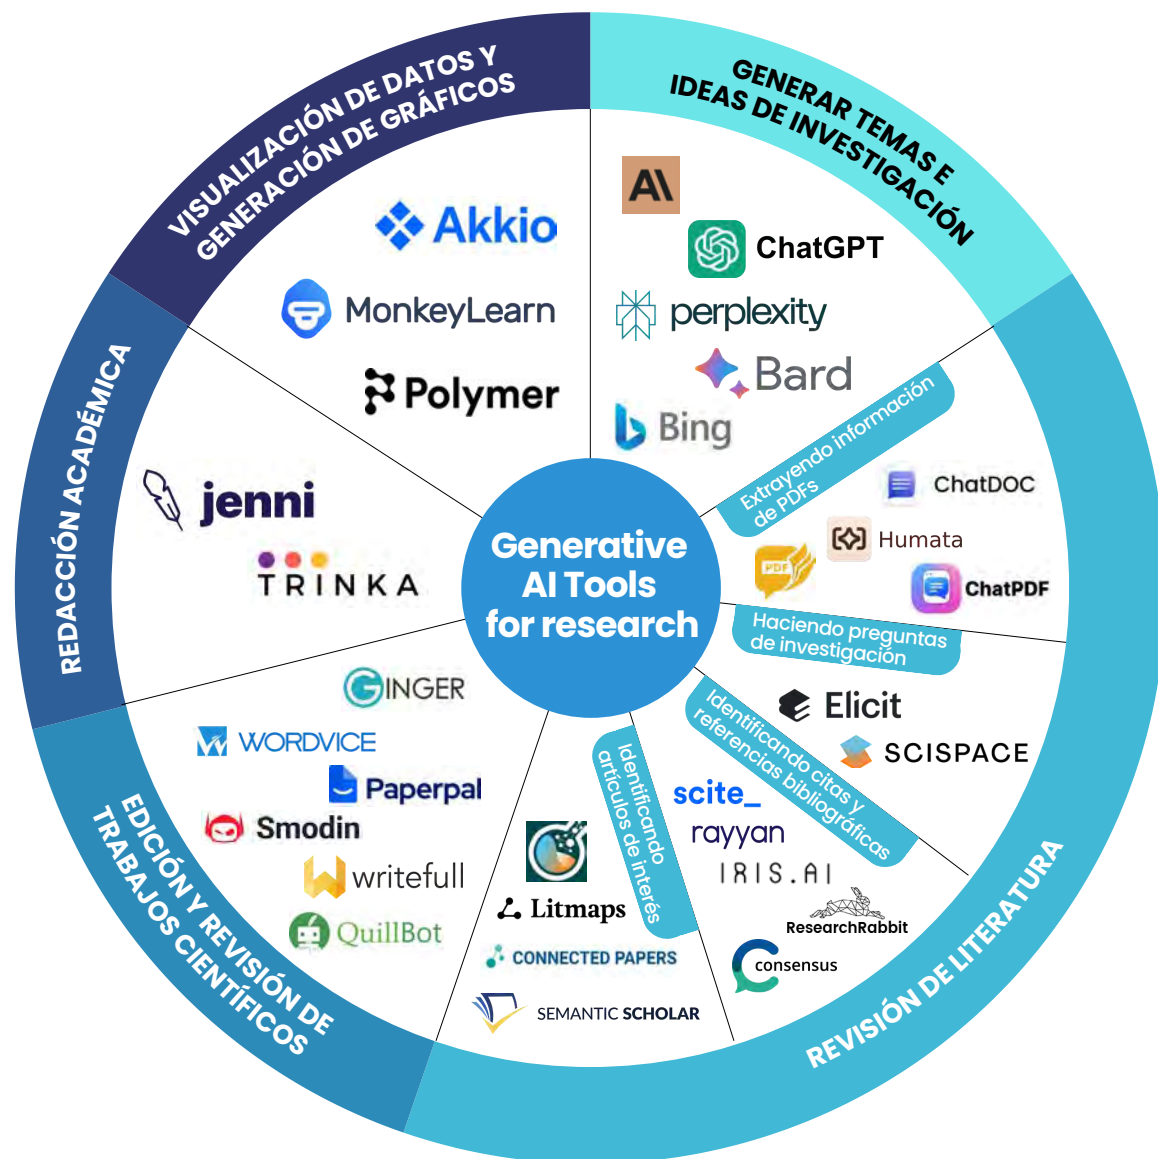 VISUALIZACIÓN DE DATOS Y
GENERACIÓN DE GRÁFICOS
Akkio
MonkeyLearn
Polymer
GENERAR TEMAS E
IDEAS DE INVESTIGACIÓN
AI
ChatGPT
perplexity
Bard
Bing
REVISIÓN DE LITERATURA
Extrayendo información
de PDFs
ChatDOC
Humata
PDF
ChatPDF
Haciendo preguntas
de investigación
Elicit
SCISPACE
Identificando citas y
referencias bibliográficas
scite_
rayyan
IRIS.AI
ResearchRabbit
consensus
Identificando
artículos de interés
Litmaps
CONNECTED PAPERS
SEMANTIC SCHOLAR
EDICIÓN Y REVISIÓN DE
TRABAJOS CIENTÍFICOS
GINGER
WORDVICE
Paperpal
Smodin
writefull
QuillBot
REDACCIÓN ACADÉMICA
jenni
TRINKA
Generative
AI Tools
for research